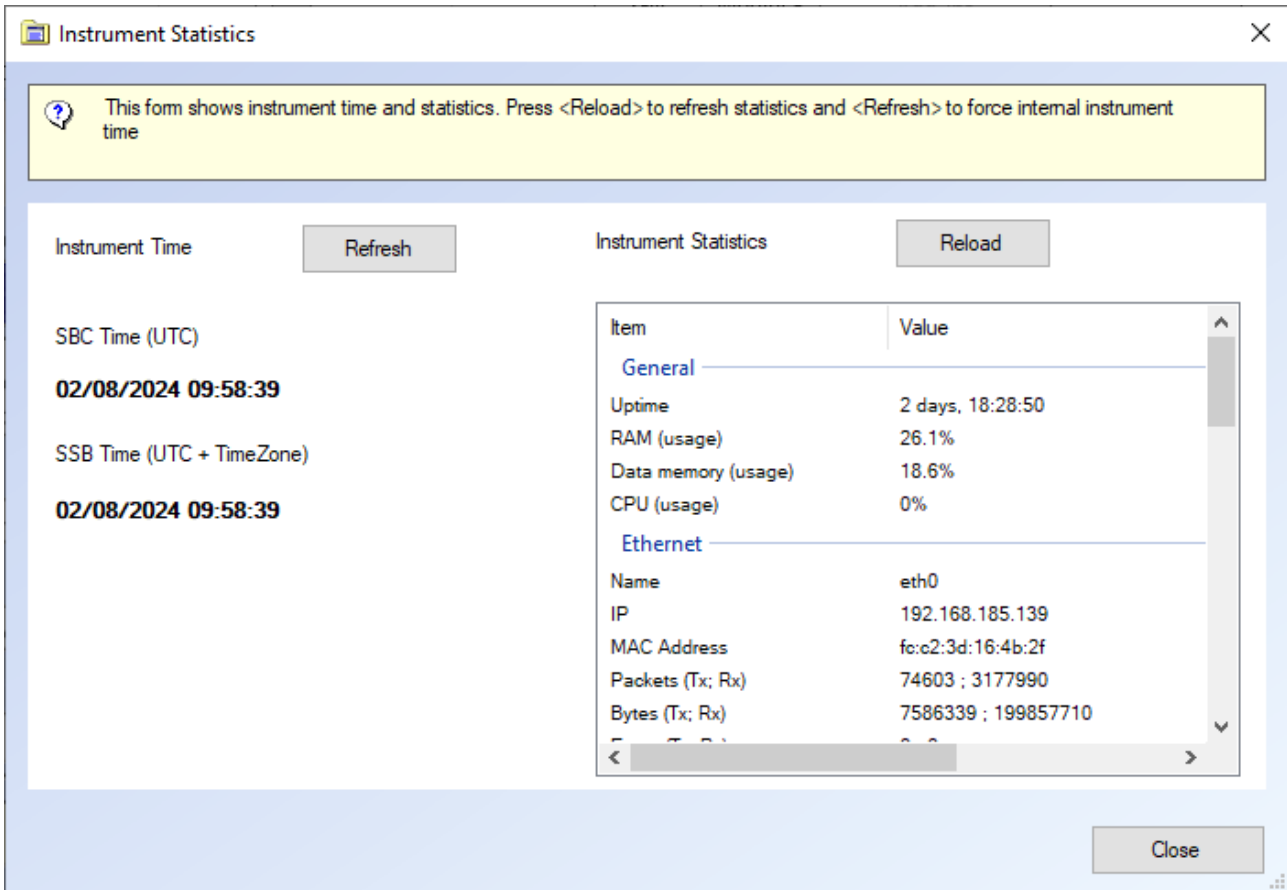 Instrument Statistics
This form shows instrument time and statistics. Press <Reload> to refresh statistics and <Refresh> to force internal instrument
time
Instrument Time
Refresh
SBC Time (UTC)
02/08/2024 09:58:39
SSB Time (UTC + TimeZone)
02/08/2024 09:58:39
Instrument Statistics
Reload
Item Value
General
Uptime 2 days, 18:28:50
RAM (usage) 26.1%
Data memory (usage) 18.6%
CPU (usage) 0%
Ethernet
Name eth0
IP 192.168.185.139
MAC Address fc:c2:3d:16:4b:2f
Packets (Tx; Rx) 74603 ; 3177990
Bytes (Tx; Rx) 7586339 ; 199857710
Close